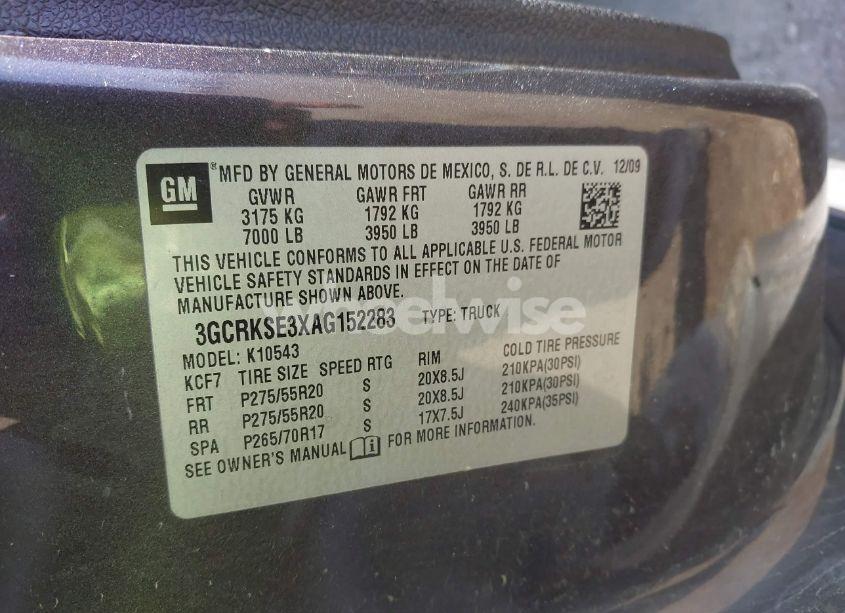 GM
® MFD BY GENERAL MOTORS DE MEXICO, S. DE R.L. DE C.V. 12/09
GVWR GAWR FRT GAWR RR
3175 KG 1792 KG 1792 KG
7000 LB 3950 LB 3950 LB
THIS VEHICLE CONFORMS TO ALL APPLICABLE U.S. FEDERAL MOTOR
VEHICLE SAFETY STANDARDS IN EFFECT ON THE DATE OF
MANUFACTURE SHOWN ABOVE.
3GCRKSE3XAG152283 TYPE: TRUCK
MODEL: K10543
KCF7 TIRE SIZE SPEED RTG RIM COLD TIRE PRESSURE
FRT P275/55R20 S 20X8.5J 210KPA(30PSI)
RR P275/55R20 S 20X8.5J 210KPA(30PSI)
SPA P265/70R17 S 17X7.5J 240KPA(35PSI)
SEE OWNER'S MANUAL i FOR MORE INFORMATION.